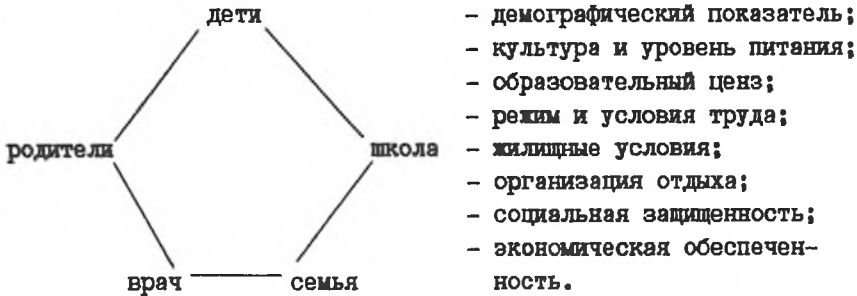 дети
родители
школа
врач
семья
- демографический показатель;
- культура и уровень питания;
- образовательный ценз;
- режим и условия труда;
- жилищные условия;
- организация отдыха;
- социальная защищенность;
- экономическая обеспечен-
ность.